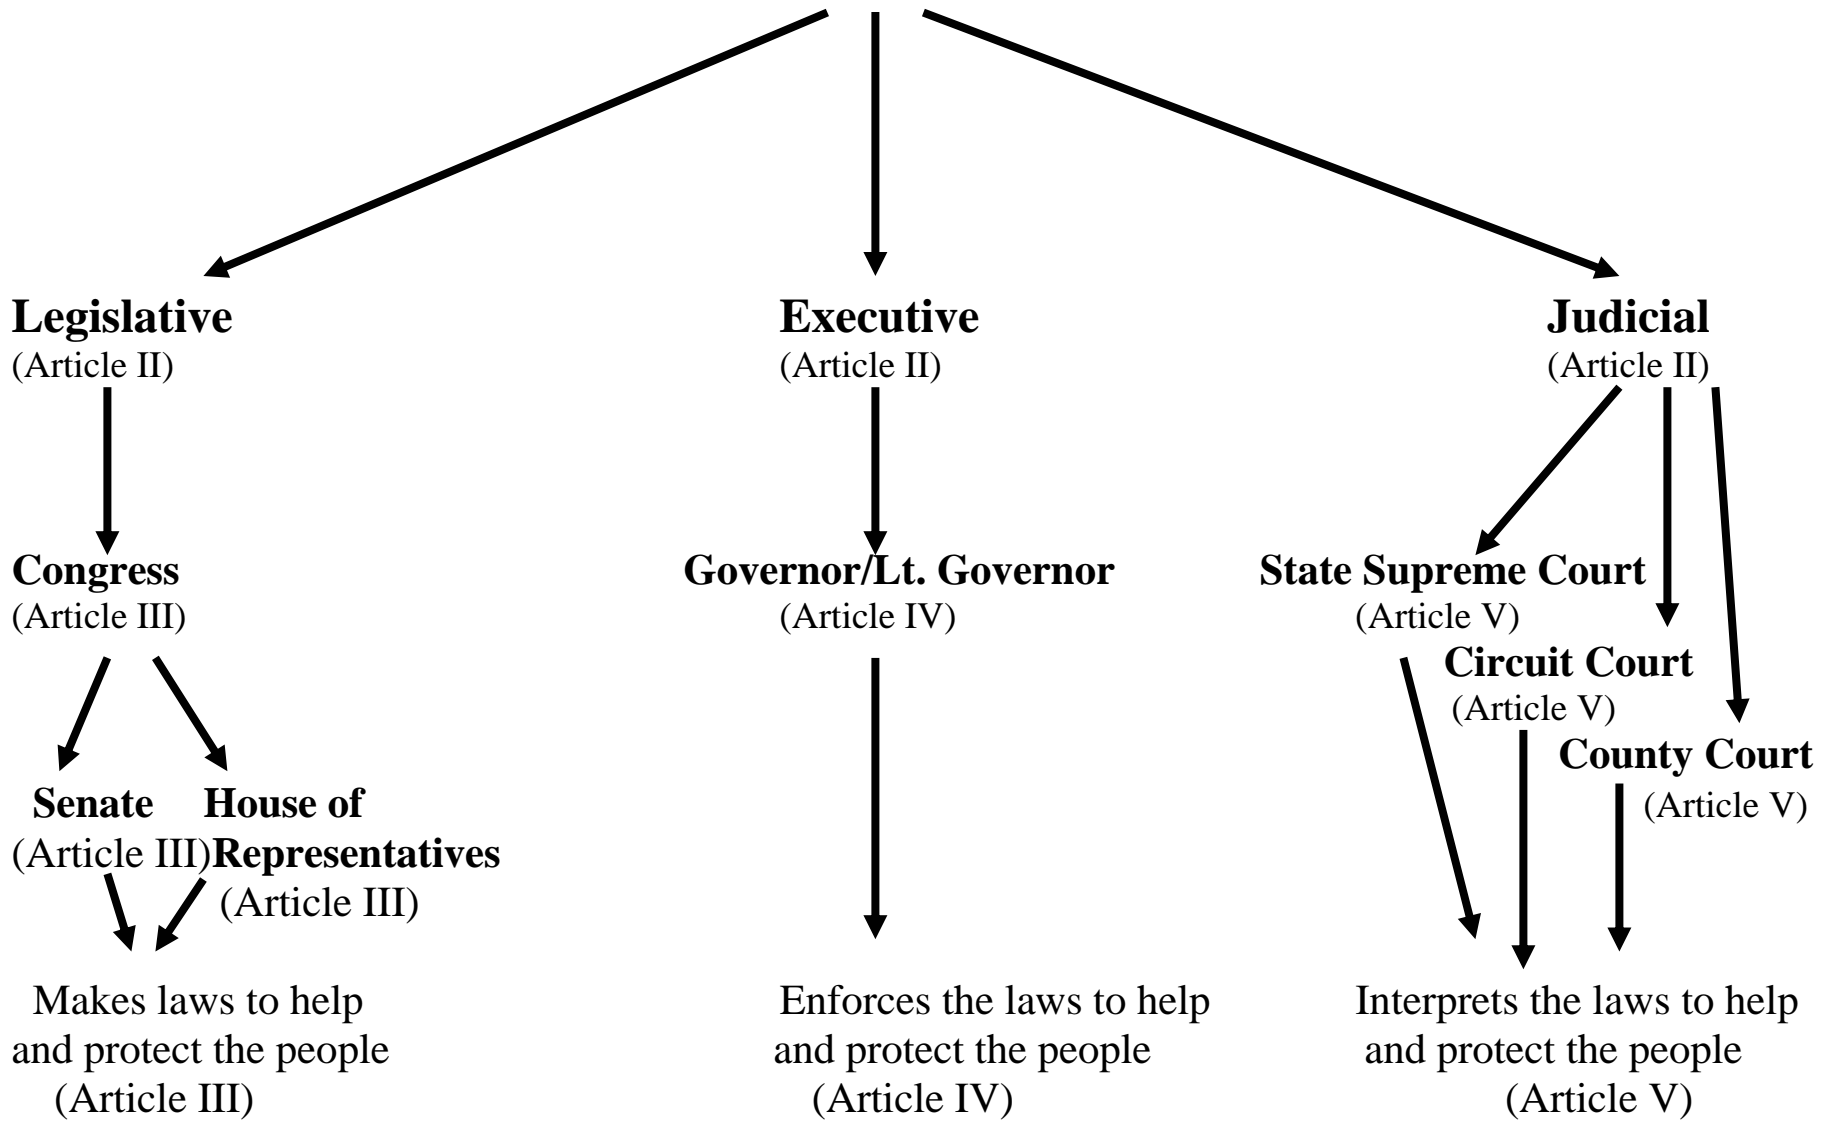 Legislative
(Article II)
Executive
(Article II)
Judicial
(Article II)
Congress
(Article III)
Governor/Lt. Governor
(Article IV)
State Supreme Court
(Article V)
Circuit Court
(Article V)
County Court
(Article V)
Senate
(Article III)
House of
Representatives
(Article III)
Makes laws to help
and protect the people
(Article III)
Enforces the laws to help
and protect the people
(Article IV)
Interprets the laws to help
and protect the people
(Article V)